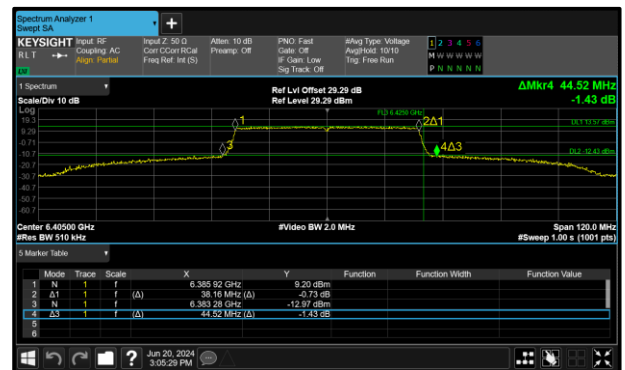 Spectrum Analyzer 1
Swept SA
+
KEYSIGHT Input: RF Input Z: 50 Ω Atten: 10 dB PNO: Fast #Avg Type: Voltage 1 2 3 4 5 6
RLT Coupling: AC Corr CCorr RCal Preamp: Off Gate: Off Avg|Hold: 10/10 M W W W W W
Align: Partial Freq Ref: Int (S) IF Gain: Low Trig: Free Run P N N N N N
Sig Track: Off
LW
1 Spectrum Ref Lvl Offset 29.29 dB ΔMkr4 44.52 MHz
Scale/Div 10 dB Ref Level 29.29 dBm -1.43 dB
Log
19.3
9.29
-0.71
-10.7
-20.7
-30.7
-40.7
-50.7
-60.7
1
2Δ1
3
4Δ3
DL1 13.57 dBm
DL2 -12.43 dBm
Center 6.40500 GHz #Video BW 2.0 MHz Span 120.0 MHz
#Res BW 510 kHz #Sweep 1.00 s (1001 pts)
5 Marker Table
Mode Trace Scale X Y Function Function Width Function Value
1 N 1 f 6.385 92 GHz 9.20 dBm
2 Δ1 1 f (Δ) 38.16 MHz (Δ) -0.73 dB
3 N 1 f 6.383 28 GHz -12.97 dBm
4 Δ3 1 f (Δ) 44.52 MHz (Δ) -1.43 dB
5
6
? Jun 20, 2024
3:05:29 PM